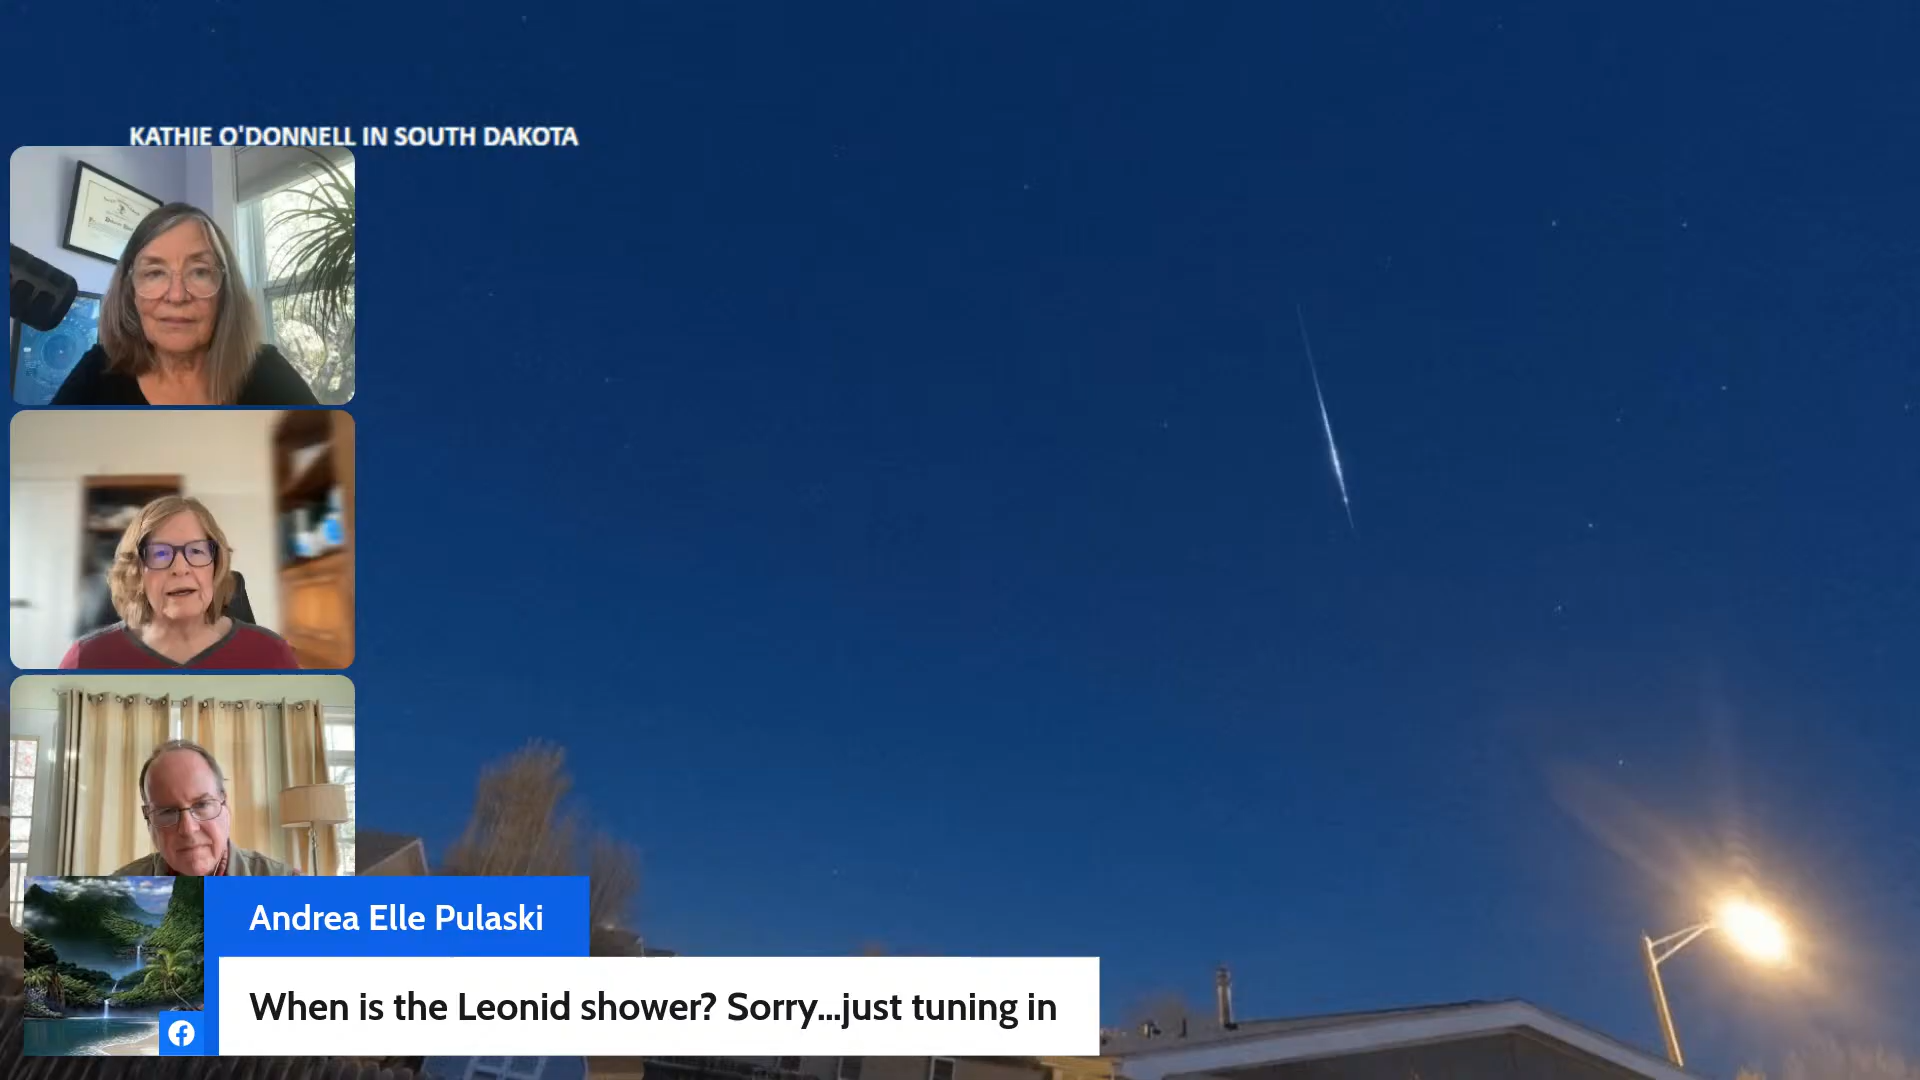 KATHIE O'DONNELL IN SOUTH DAKOTA
Andrea Elle Pulaski
When is the Leonid shower? Sorry...just tuning in